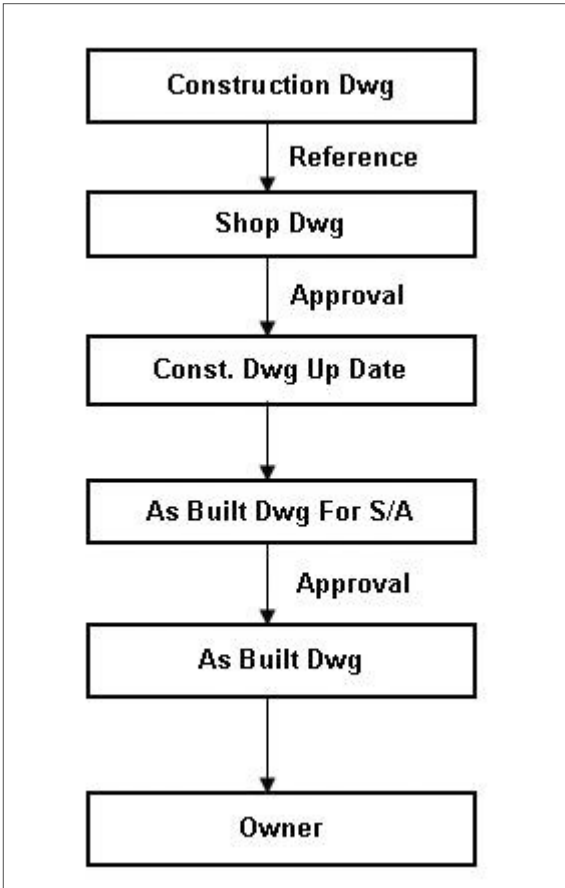 Construction Dwg
Reference
Shop Dwg
Approval
Const. Dwg Up Date
As Built Dwg For S/A
Approval
As Built Dwg
Owner